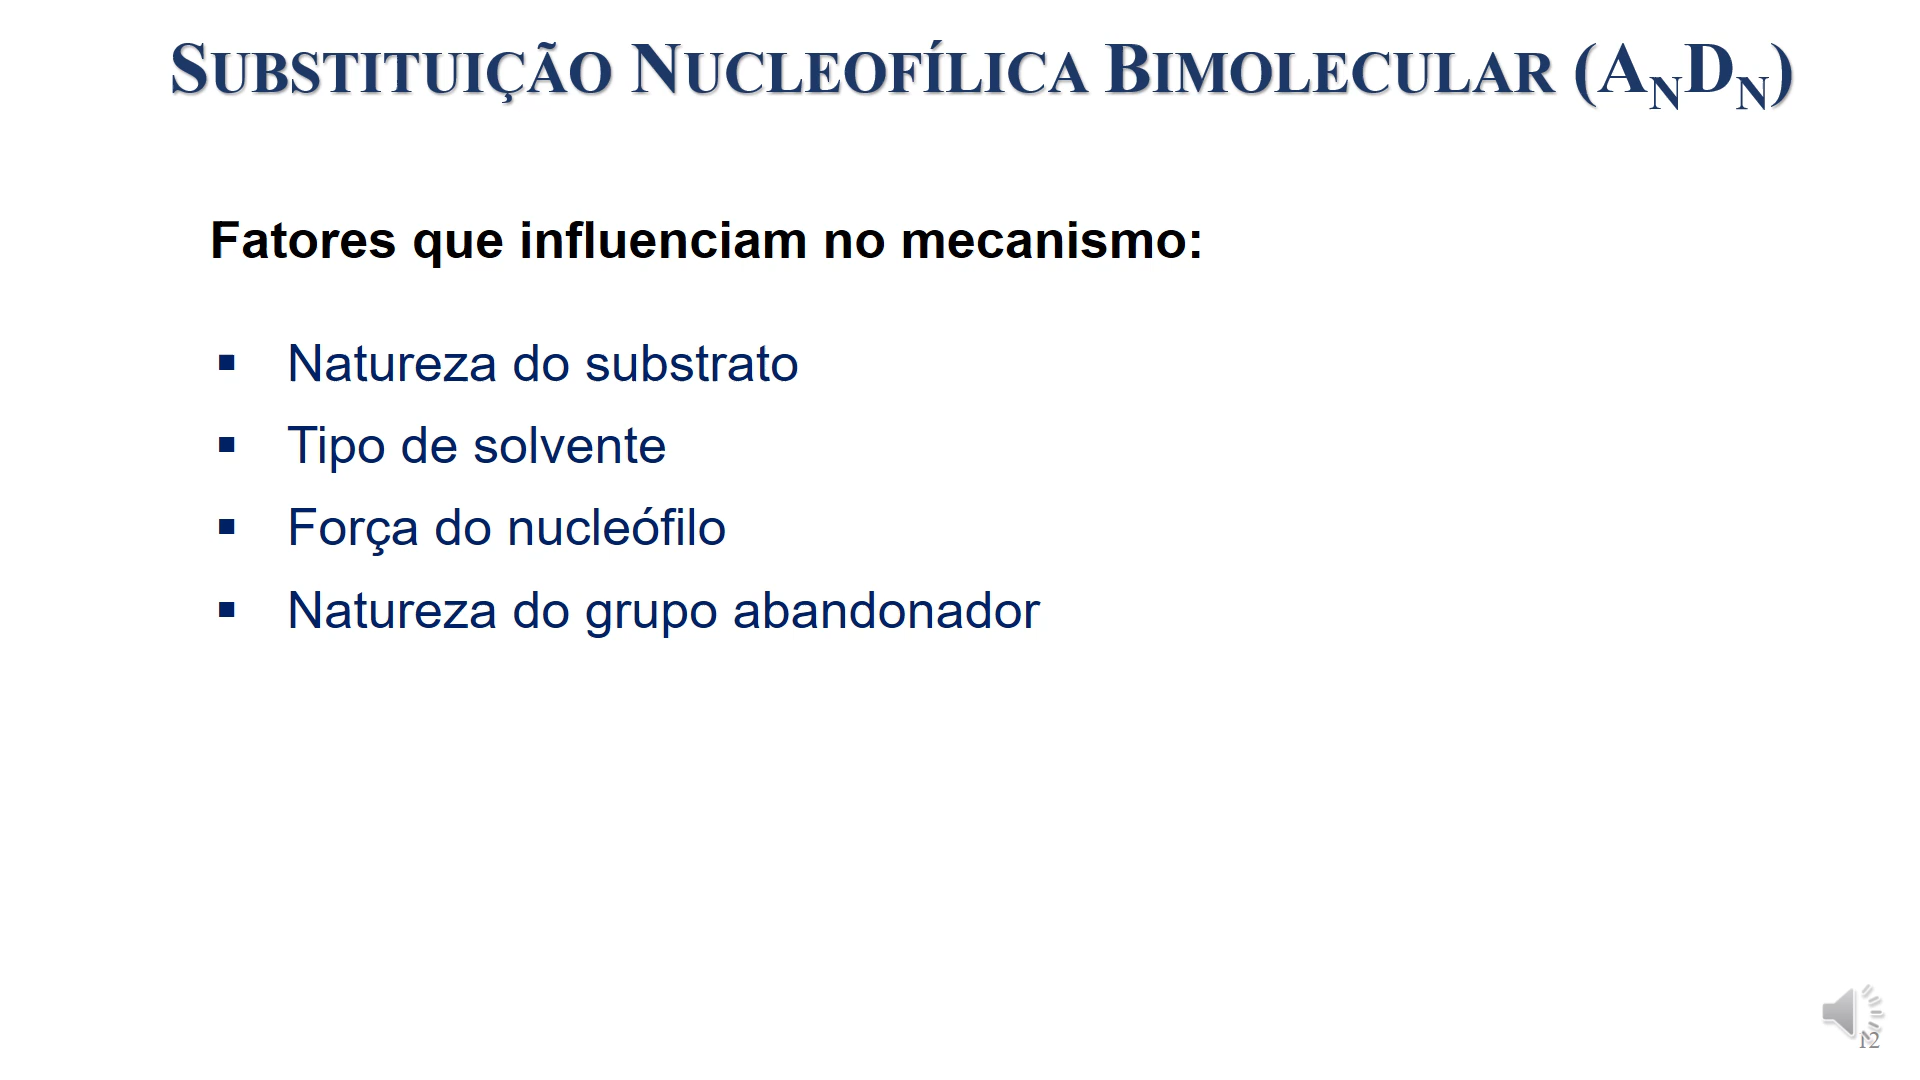 SUBSTITUIÇÃO NUCLEOFÍLICA BIMOLECULAR (ANDN)
Fatores que influenciam no mecanismo:
▪ Natureza do substrato
▪ Tipo de solvente
▪ Força do nucleófilo
▪ Natureza do grupo abandonador
12